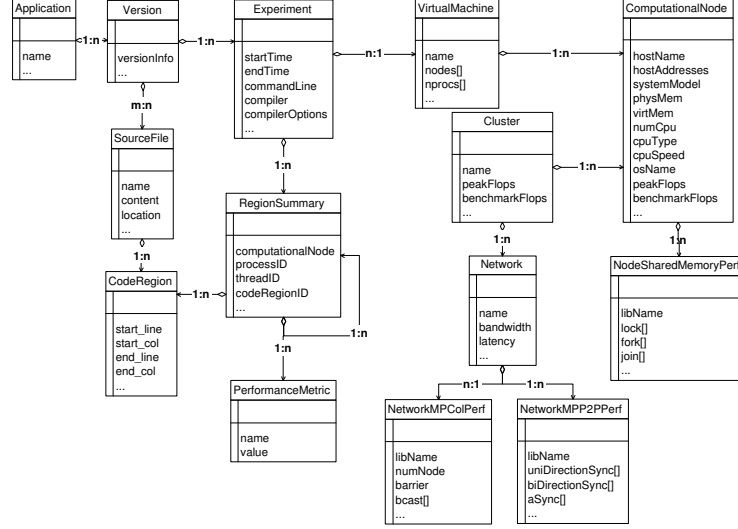 Application
name
...
1:n
Version
versionInfo
...
1:n
Experiment
startTime
endTime
commandLine
compiler
compilerOptions
...
n:1
VirtualMachine
name
nodes[]
nprocs[]
...
1:n
ComputationalNode
hostName
hostAddresses
systemModel
physMem
virtMem
numCpu
cpuType
cpuSpeed
osName
peakFlops
benchmarkFlops
...
m:n
SourceFile
name
content
location
...
1:n
Cluster
name
peakFlops
benchmarkFlops
...
1:n
1:n
RegionSummary
computationalNode
processID
threadID
codeRegionID
...
1:n
1:n
1:n
CodeRegion
start_line
start_col
end_line
end_col
...
1:n
1:n
Network
name
bandwidth
latency
...
1:n
NodeSharedMemoryPerf
libName
lock[]
fork[]
join[]
...
PerformanceMetric
name
value
n:1
1:n
NetworkMPColPerf
libName
numNode
barrier
bcast[]
...
NetworkMPP2PPerf
libName
uniDirectionSync[]
biDirectionSync[]
aSync[]
...